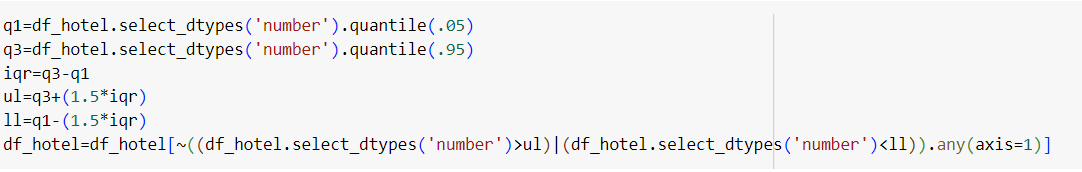 q1=df_hotel.select_dtypes('number').quantile(.05)
q3=df_hotel.select_dtypes('number').quantile(.95)
iqr=q3-q1
ul=q3+(1.5*iqr)
ll=q1-(1.5*iqr)
df_hotel=df_hotel[~((df_hotel.select_dtypes('number')>ul)|(df_hotel.select_dtypes('number')<ll)).any(axis=1)]